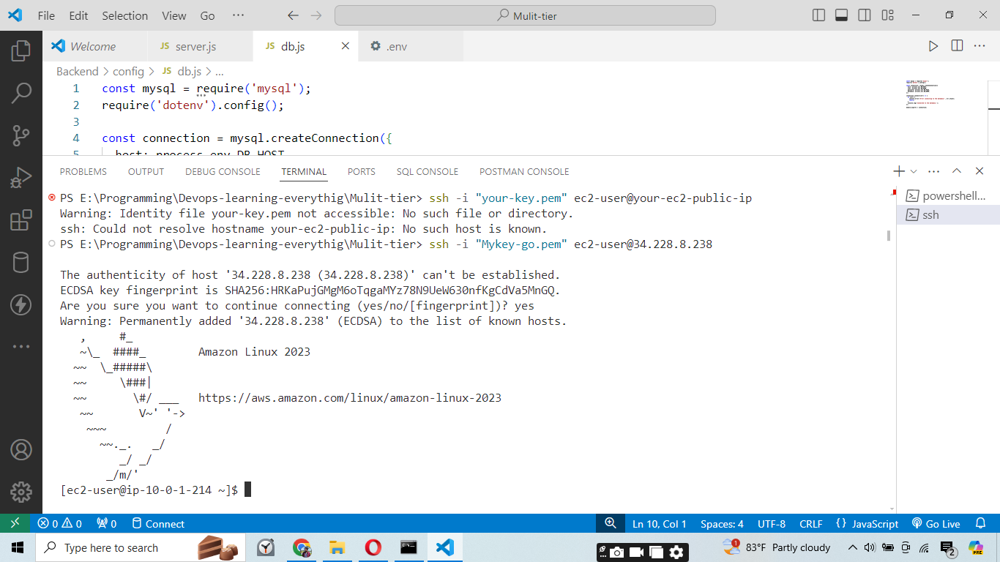 File Edit Selection View Go ··· Mulit-tier
Welcome JS server.js JS db.js .env
Backend > config > JS db.js > ...
1 const mysql = require('mysql');
2 require('dotenv').config();
3
4 const connection = mysql.createConnection({
5 host: process.env.DB_HOST,
PROBLEMS OUTPUT DEBUG CONSOLE TERMINAL PORTS SQL CONSOLE POSTMAN CONSOLE
PS E:\Programming\Devops-learning-everythig\Mulit-tier> ssh -i "your-key.pem" ec2-user@your-ec2-public-ip
Warning: Identity file your-key.pem not accessible: No such file or directory.
ssh: Could not resolve hostname your-ec2-public-ip: No such host is known.
PS E:\Programming\Devops-learning-everythig\Mulit-tier> ssh -i "Mykey-go.pem" ec2-user@34.228.8.238
The authenticity of host '34.228.8.238 (34.228.8.238)' can't be established.
ECDSA key fingerprint is SHA256:HRKaPujGMgM6oTqgaMYz78N9UeW630nfKgCdVa5MnGQ.
Are you sure you want to continue connecting (yes/no/[fingerprint])? yes
Warning: Permanently added '34.228.8.238' (ECDSA) to the list of known hosts.
   ,     #_
   ~\_  ####_        Amazon Linux 2023
  ~~  \_#####\
  ~~     \###|
  ~~       \#/ ___   https://aws.amazon.com/linux/amazon-linux-2023
   ~~       V~' '->
    ~~~         /
      ~~._.   _/
         _/ _/
       _/m/'
[ec2-user@ip-10-0-1-214 ~]$
powershell...
ssh
0 0 0 Connect Ln 10, Col 1 Spaces: 4 UTF-8 CRLF {} JavaScript Go Live
Type here to search 1 83°F Partly cloudy 2 PRE